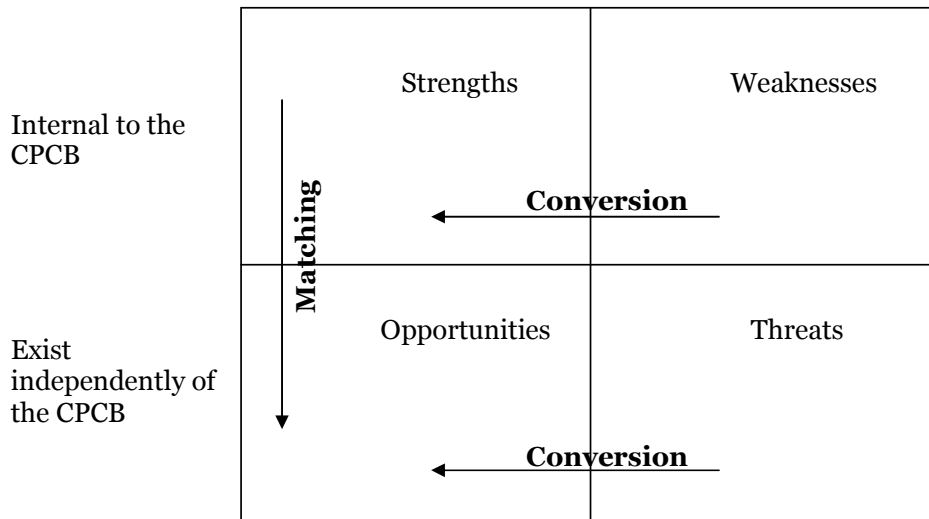 Strengths
Weaknesses
Internal to the
CPCB
Conversion
Matching
Opportunities
Threats
Exist
independently of
the CPCB
Conversion